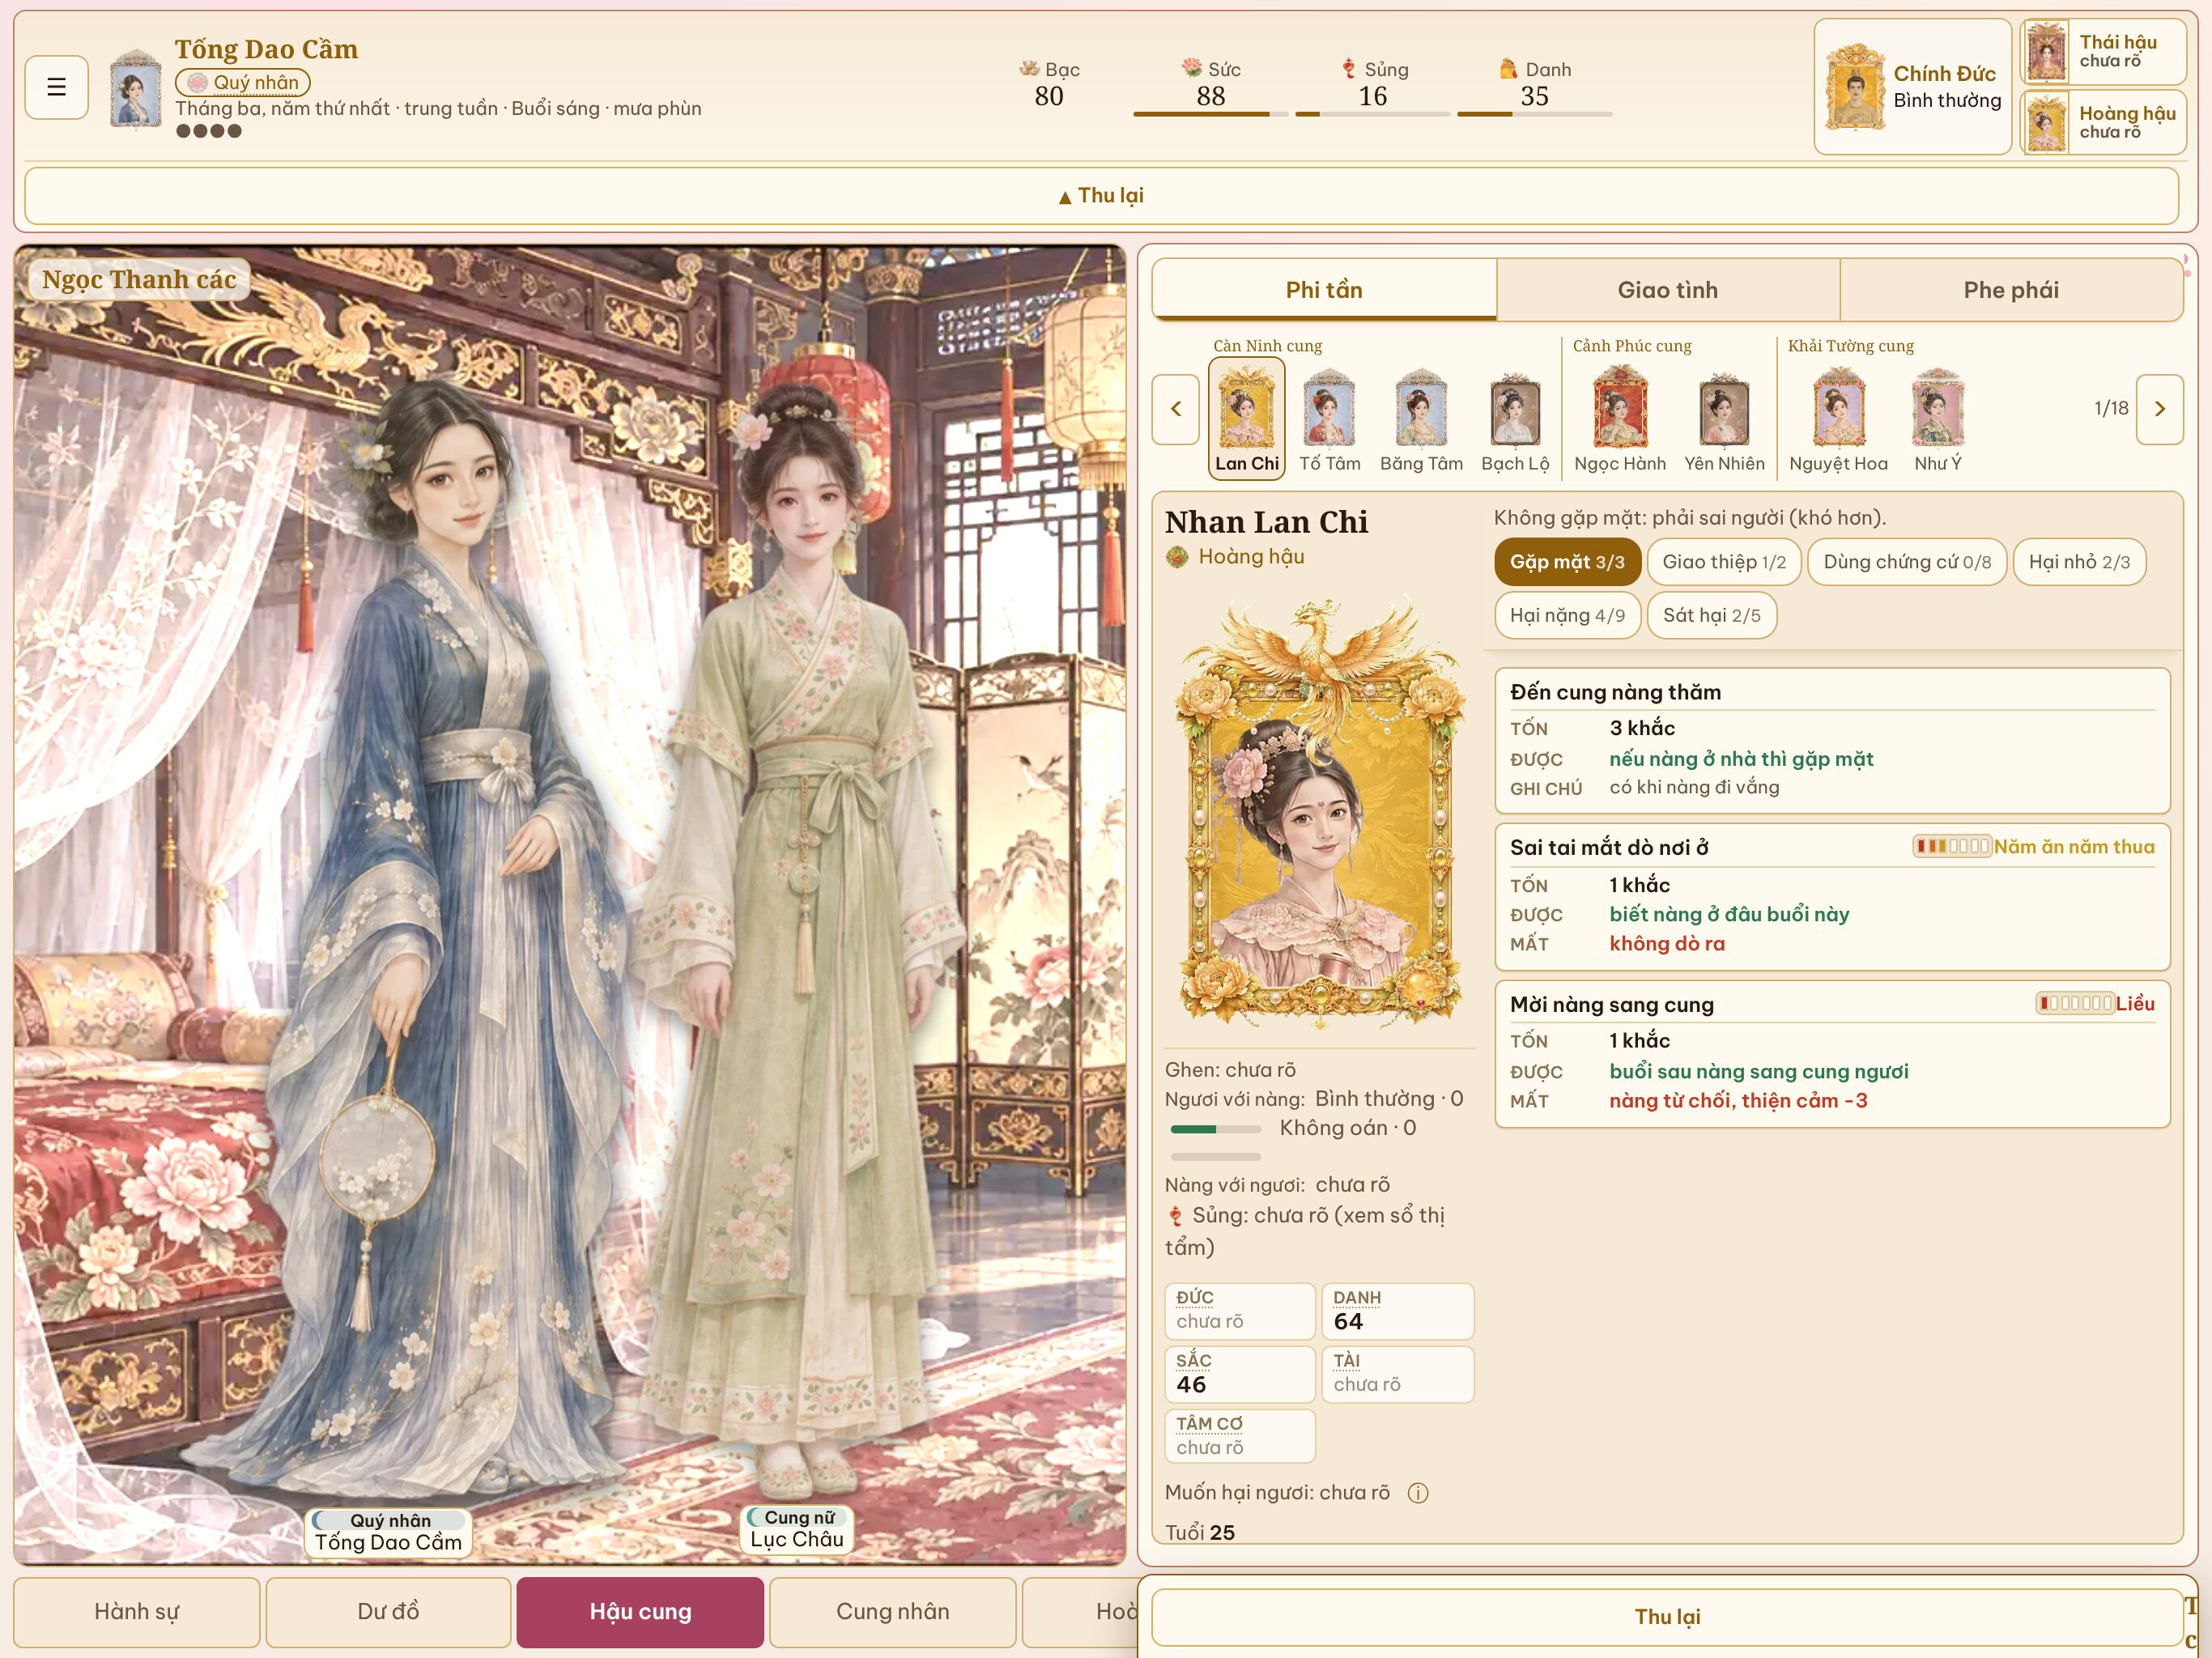 ☰
Tống Dao Cầm
Quý nhân
Tháng ba, năm thứ nhất · trung tuần · Buổi sáng · mưa phùn
Bạc
80
Sức
88
Sủng
16
Danh
35
Chính Đức
Bình thường
Thái hậu
chưa rõ
Hoàng hậu
chưa rõ
▲ Thu lại
Ngọc Thanh các
Quý nhân
Tống Dao Cầm
Cung nữ
Lục Châu
Phi tần
Giao tình
Phe phái
Càn Ninh cung
Cảnh Phúc cung
Khải Tường cung
Lan Chi
Tố Tâm
Băng Tâm
Bạch Lộ
Ngọc Hành
Yên Nhiên
Nguyệt Hoa
Như Ý
1/18
Nhan Lan Chi
Hoàng hậu
Ghen: chưa rõ
Ngươi với nàng: Bình thường · 0
Không oán · 0
Nàng với ngươi: chưa rõ
Sủng: chưa rõ (xem sổ thị
tẩm)
ĐỨC
chưa rõ
DANH
64
SẮC
46
TÀI
chưa rõ
TÂM CƠ
chưa rõ
Muốn hại ngươi: chưa rõ ⓘ
Tuổi 25
Không gặp mặt: phải sai người (khó hơn).
Gặp mặt 3/3
Giao thiệp 1/2
Dùng chứng cứ 0/8
Hại nhỏ 2/3
Hại nặng 4/9
Sát hại 2/5
Đến cung nàng thăm
TỐN 3 khắc
ĐƯỢC nếu nàng ở nhà thì gặp mặt
GHI CHÚ có khi nàng đi vắng
Sai tai mắt dò nơi ở Năm ăn năm thua
TỐN 1 khắc
ĐƯỢC biết nàng ở đâu buổi này
MẤT không dò ra
Mời nàng sang cung Liều
TỐN 1 khắc
ĐƯỢC buổi sau nàng sang cung ngươi
MẤT nàng từ chối, thiện cảm -3
Hành sự
Dư đồ
Hậu cung
Cung nhân
Thu lại